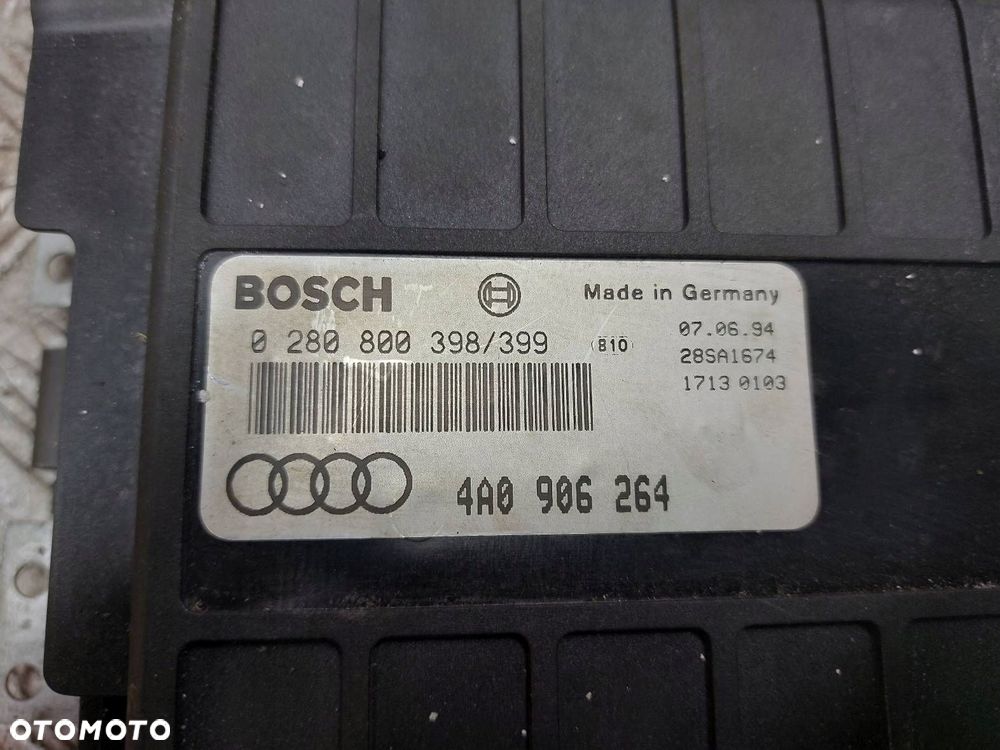 BOSCH
Made in Germany
0 280 800 398/399
810
07.06.94
28SA1674
1713 0103
4A0 906 264
OTOMOTO